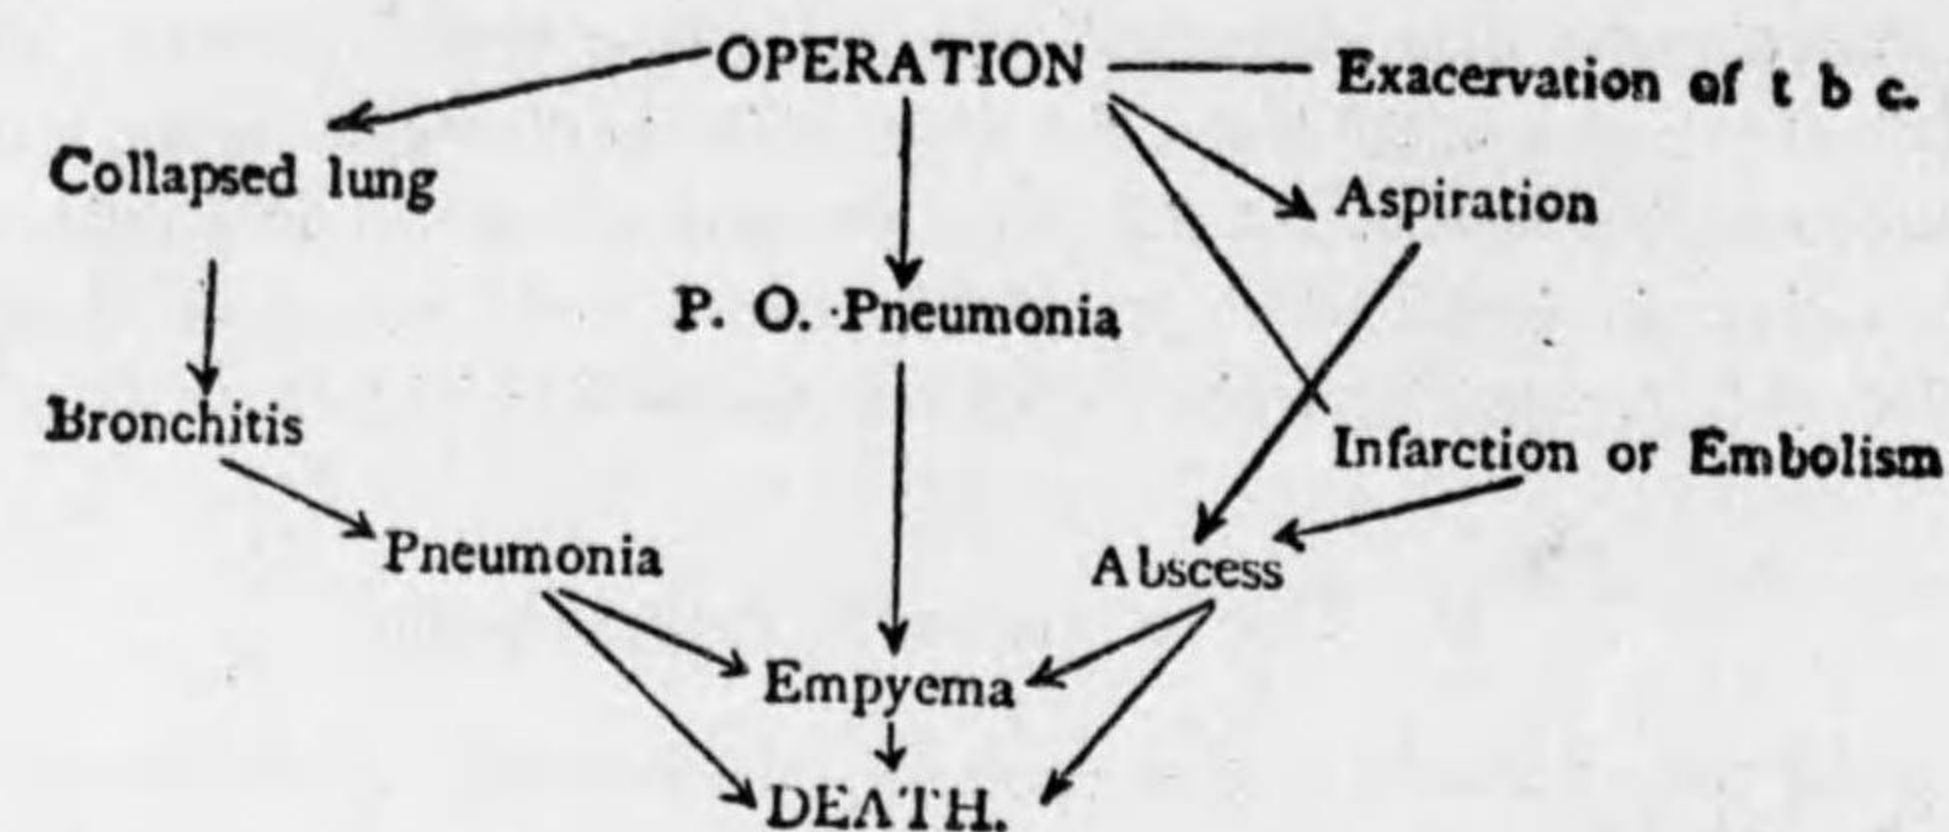 OPERATION
Exacervation of t b c.
Collapsed lung
Aspiration
P. O. Pneumonia
Bronchitis
Infarction or Embolism
Pneumonia
Abscess
Empyema
DEATH.